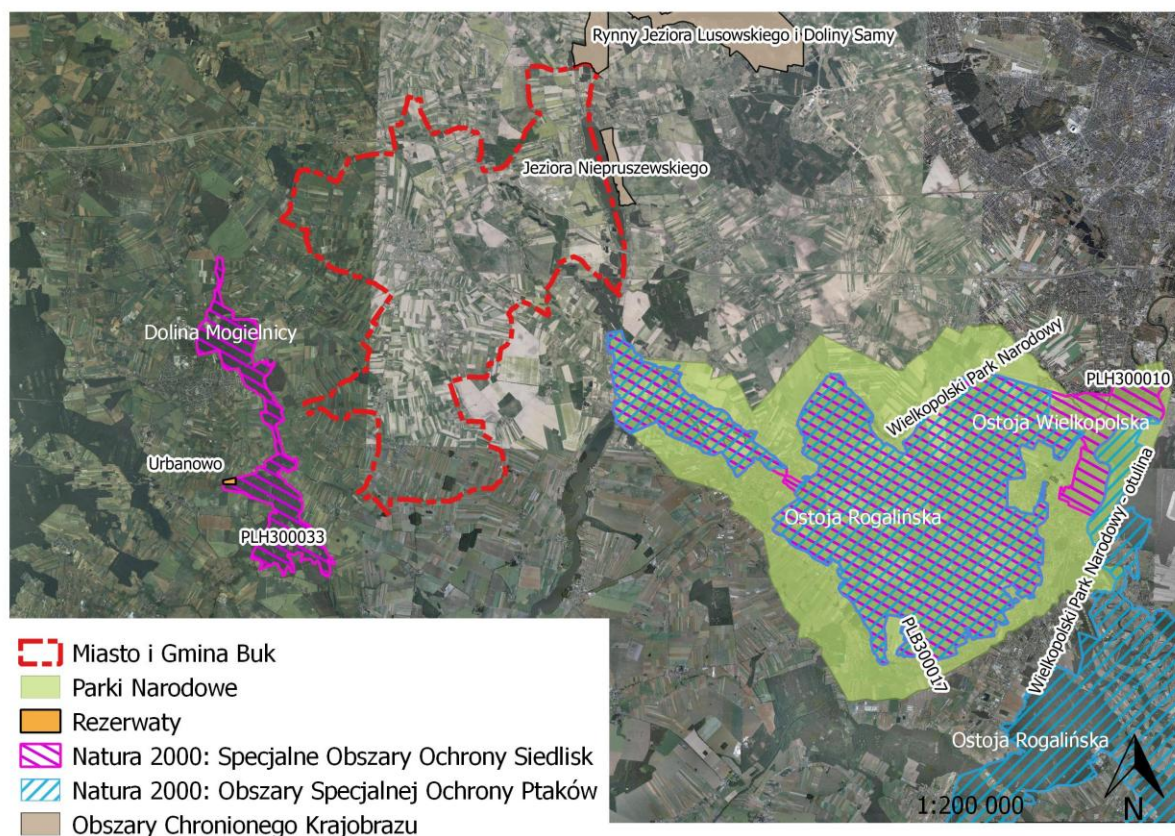 Rynny Jeziora Lusowskiego i Doliny Samy
Jeziora Niepruszewskiego
Dolina Mogielnicy
Wielkopolski Park Narodowy
PLH300010
Ostoja Wielkopolska
Urbanowo
Ostoja Rogalińska
PLH300033
Wielkopolski Park Narodowy - otulina
PLB300017
Ostoja Rogalińska
1:200 000
N
Miasto i Gmina Buk
Parki Narodowe
Rezerwaty
Natura 2000: Specjalne Obszary Ochrony Siedlisk
Natura 2000: Obszary Specjalnej Ochrony Ptaków
Obszary Chronionego Krajobrazu